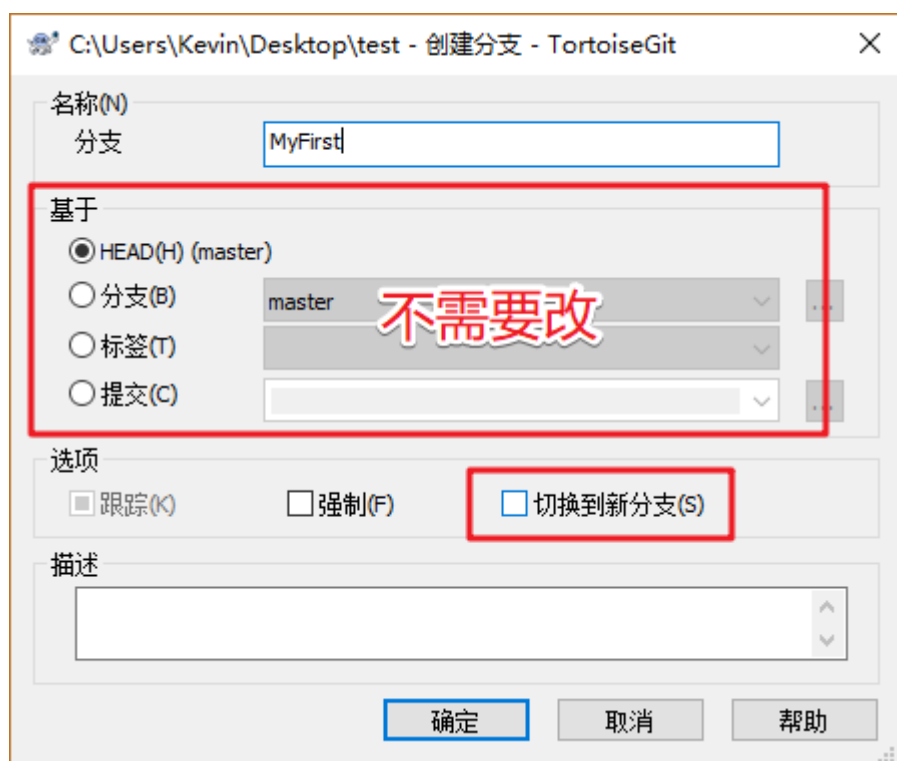 C:\Users\Kevin\Desktop\test - 创建分支 - TortoiseGit
名称(N)
分支
MyFirst
基于
HEAD(H) (master)
分支(B)
master
...
不需要改
标签(T)
提交(C)
...
选项
跟踪(K)
强制(F)
切换到新分支(S)
描述
确定
取消
帮助